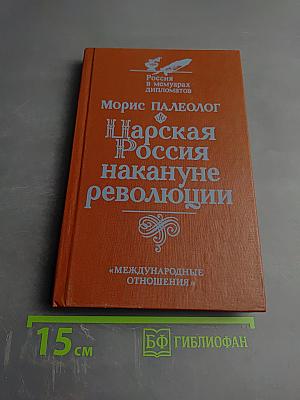 Россия
в мемуарах
дипломатов
Морис ПАЛЕОЛОГ
Царская
Россия
накануне
революции
«МЕЖДУНАРОДНЫЕ
ОТНОШЕНИЯ»
15 см
БФ ГИБЛИОФАН